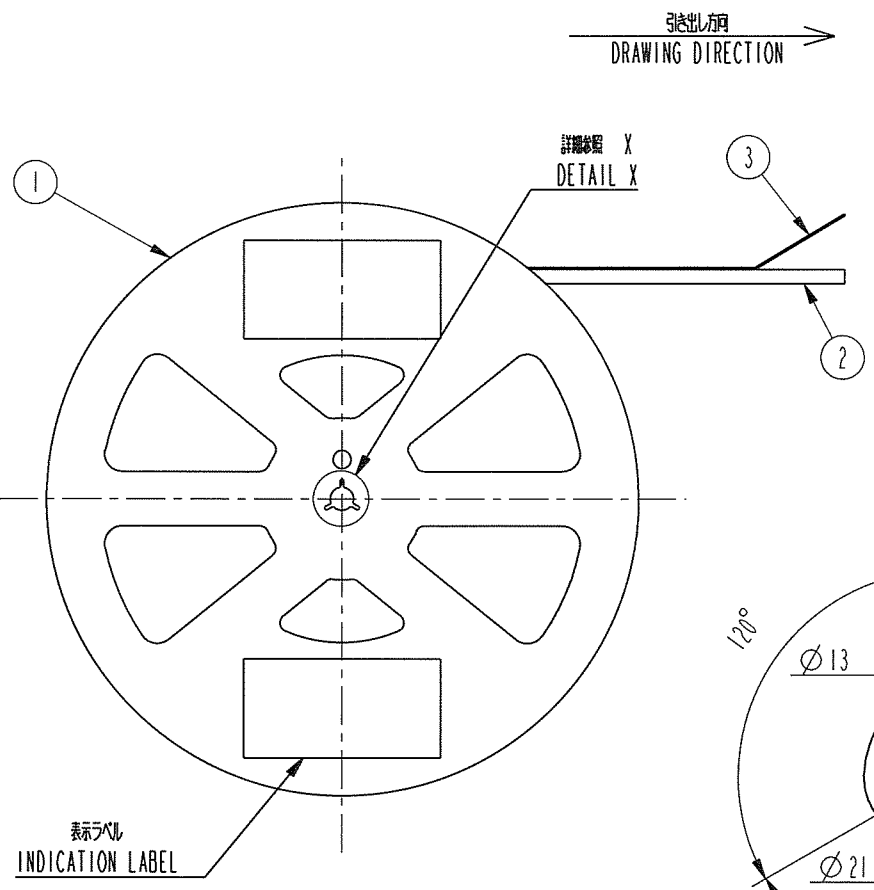 引き出し方向
DRAWING DIRECTION
詳細参照 X
DETAIL X
3
1
2
120°
Ø13
Ø21
表示ラベル
INDICATION LABEL